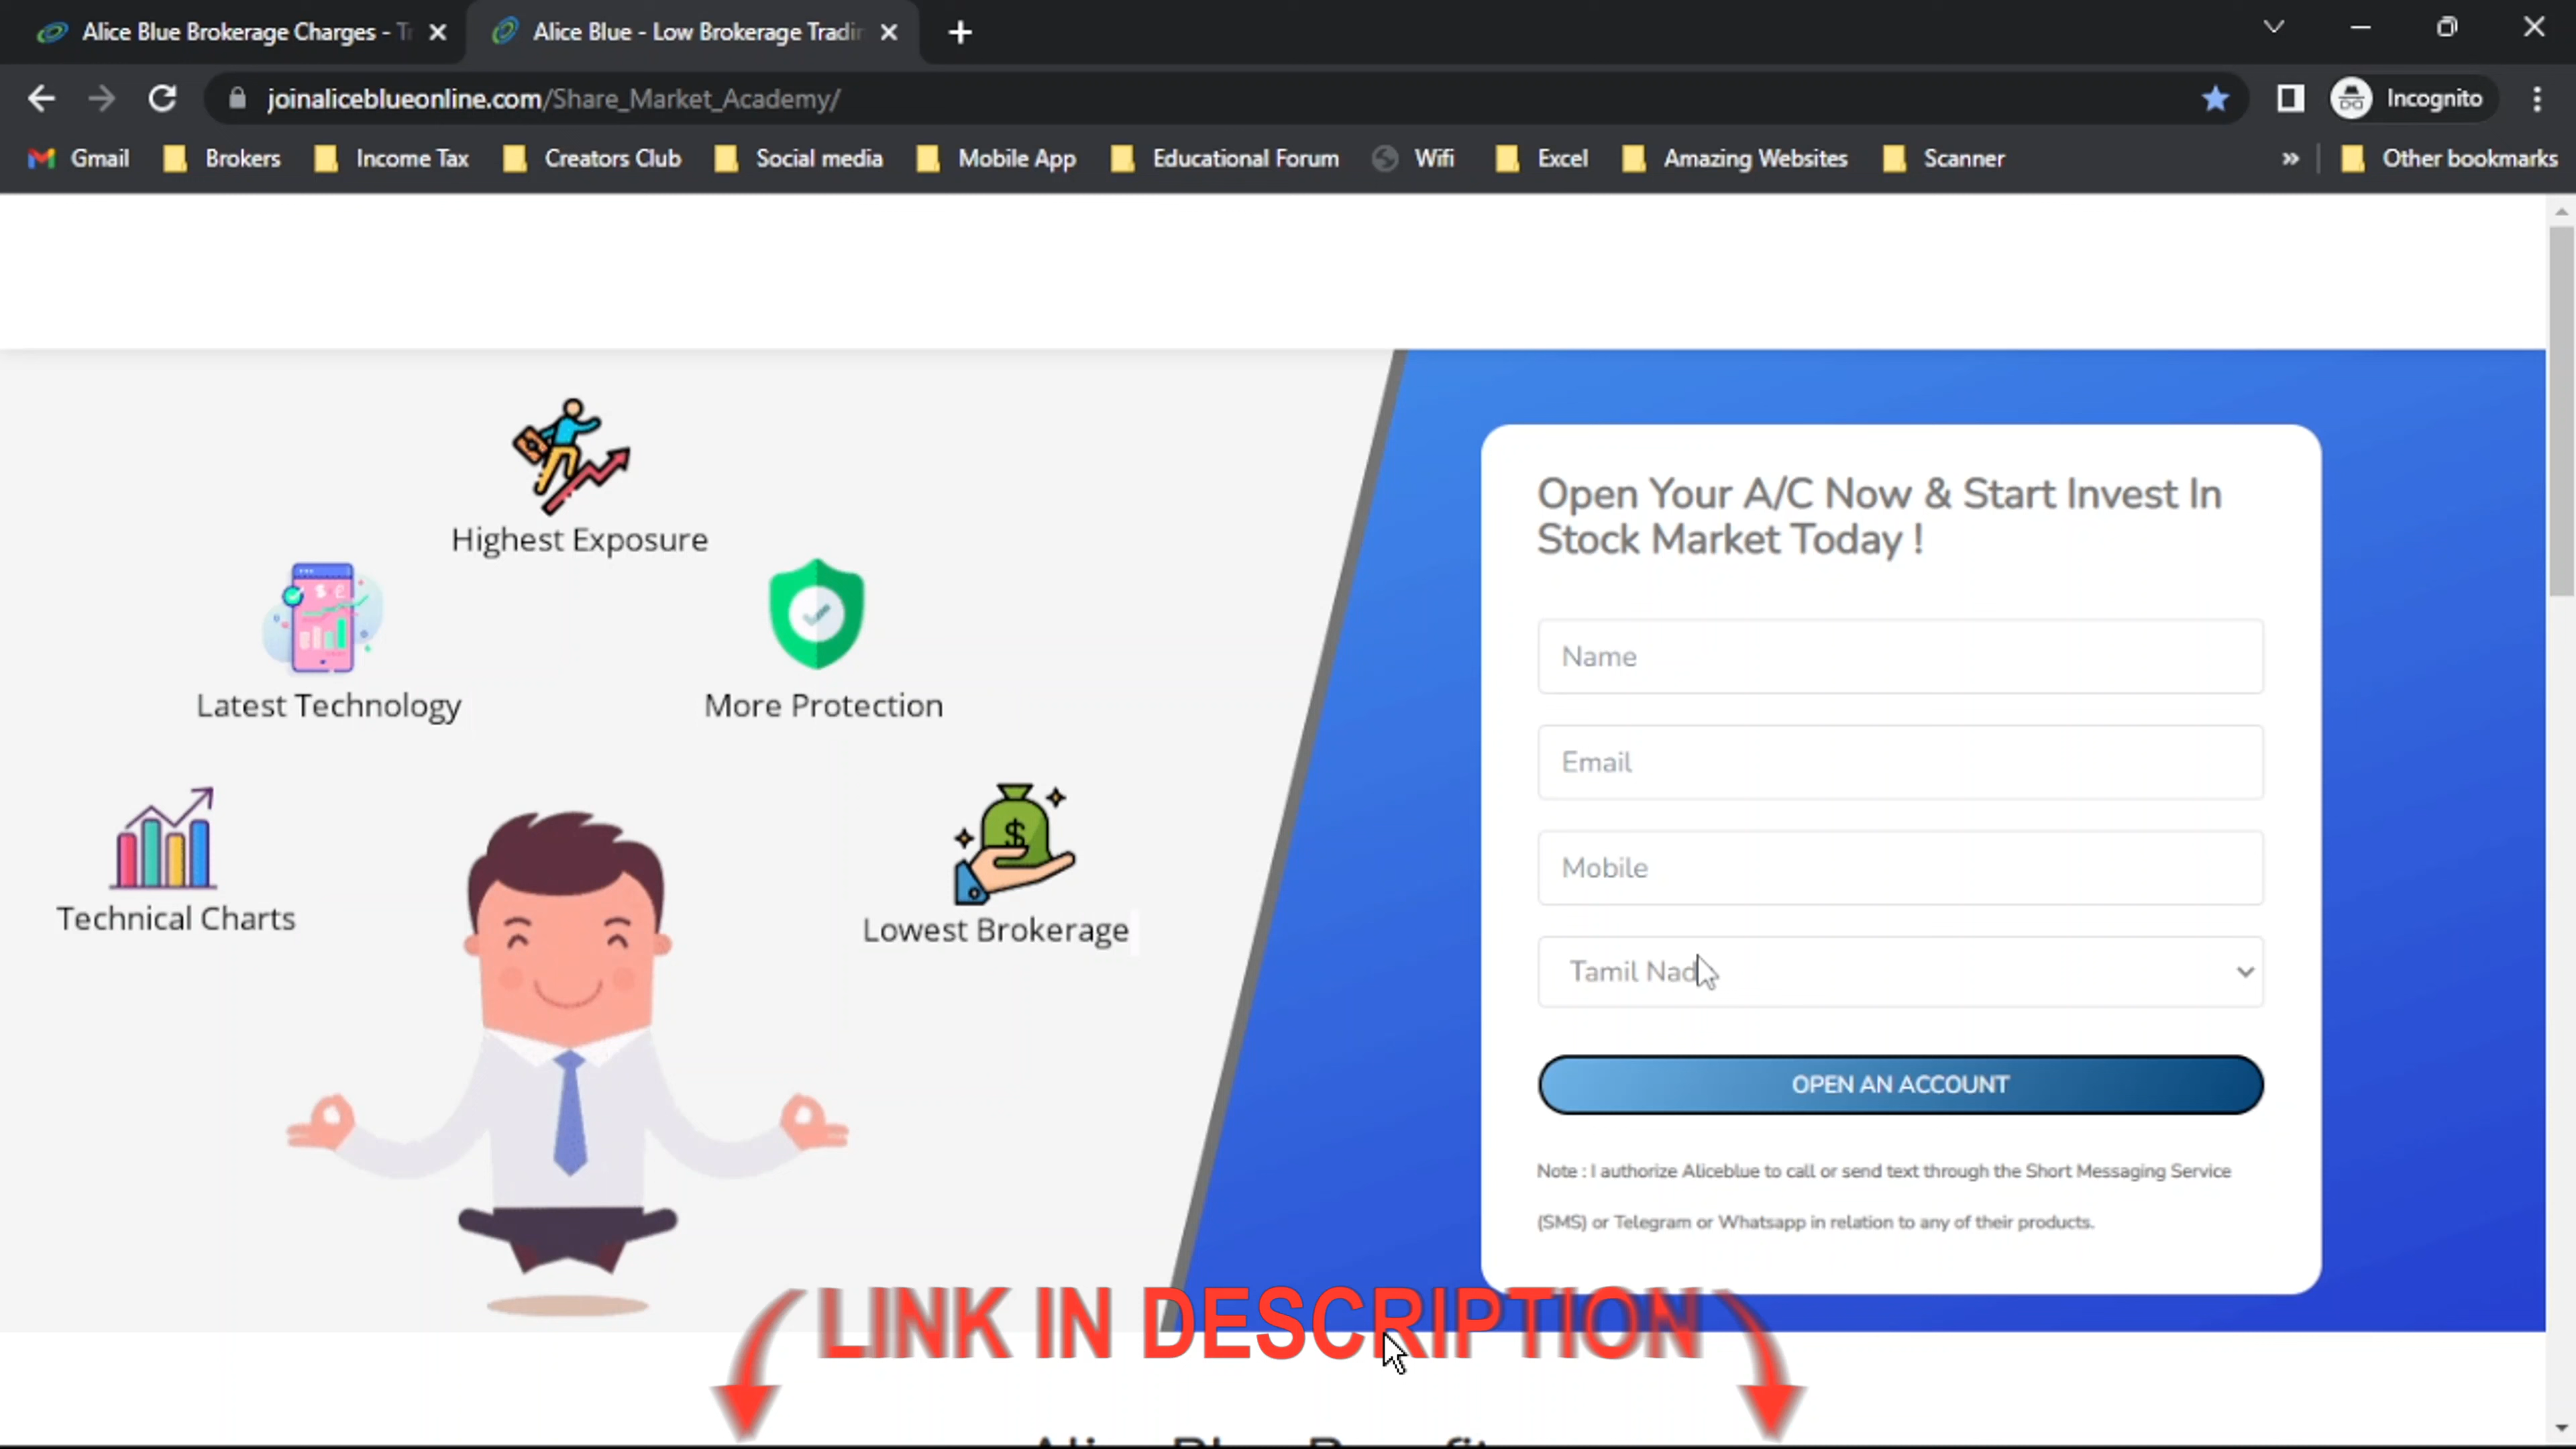 Alice Blue Brokerage Charges - Tr
Alice Blue - Low Brokerage Tradin
joinaliceblueonline.com/Share_Market_Academy/
Incognito
Gmail
Brokers
Income Tax
Creators Club
Social media
Mobile App
Educational Forum
Wifi
Excel
Amazing Websites
Scanner
»
Other bookmarks
Highest Exposure
Latest Technology
More Protection
Technical Charts
Lowest Brokerage
Open Your A/C Now & Start Invest In
Stock Market Today !
Name
Email
Mobile
Tamil Nad
OPEN AN ACCOUNT
Note : I authorize Aliceblue to call or send text through the Short Messaging Service
(SMS) or Telegram or Whatsapp in relation to any of their products.
LINK IN DESCRIPTION